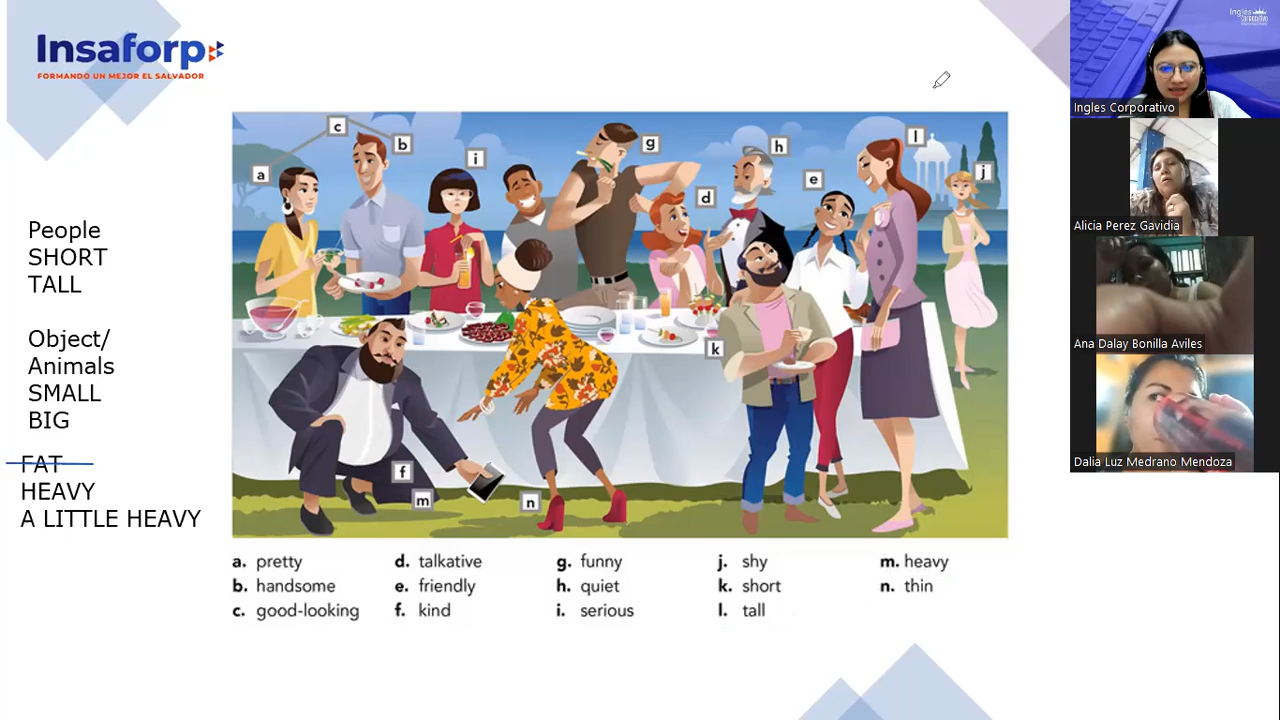 Insaforp
FORMANDO UN MEJOR EL SALVADOR
People
SHORT
TALL
Object/
Animals
SMALL
BIG
FAT
HEAVY
A LITTLE HEAVY
a
c
b
i
g
d
h
e
l
j
k
f
m
n
a. pretty
b. handsome
c. good-looking
d. talkative
e. friendly
f. kind
g. funny
h. quiet
i. serious
j. shy
k. short
l. tall
m. heavy
n. thin
Ingles
Corporativo
Ingles Corporativo
Alicia Perez Gavidia
Ana Dalay Bonilla Aviles
Dalia Luz Medrano Mendoza